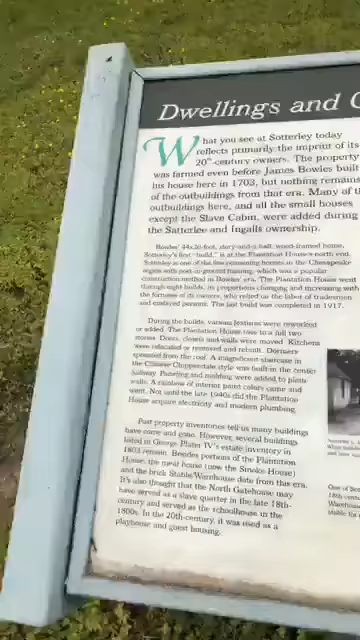 Dwellings and
What you see at Sotterley today
reflects primarily the imprint of its
20th-century owners. The property
was farmed even before James Bowles built
his house here in 1703, but nothing remains
of the outbuildings from that era. Many of
outbuildings here, and all the small houses
except the Slave Cabin, were added during
the Satterlee and Ingalls ownership.
Bowles' 44x20-foot, story-and-a-half, wood-framed house,
Sotterley's first "build," is at the Plantation House's north end.
Sotterley is one of the few remaining houses in the Chesapeake
region with post-in-ground framing, which was a popular
construction method in Bowles' era. The Plantation House went
through eight builds, its proportions changing and increasing with
the fortunes of its owners, who relied on the labor of tradesmen
and enslaved persons. The last build was completed in 1917.
During the builds, various features were reworked
or added. The Plantation House rose to a full two
stories. Doors, closets and walls were moved. Kitchens
were relocated or removed and rebuilt. Dormers
sprouted from the roof. A magnificent staircase in
the Chinese Chippendale style was built in the center
hallway. Paneling and molding were added to plain
walls. A rainbow of interior paint colors came and
went. Not until the late 1940s did the Plantation
House acquire electricity and modern plumbing.
Past property inventories tell us many buildings
have come and gone. However, several buildings
listed in George Plater IV's estate inventory in
1803 remain. Besides portions of the Plantation
House, the meat house (now the Smoke House)
and the brick Stable/Warehouse date from this era.
It's also thought that the North Gatehouse may
have served as a slave quarter in the late 18th-
century and served as the schoolhouse in the
1800s. In the 20th-century, it was used as a
playhouse and guest housing.
One of
18th
Warehouse
stable for